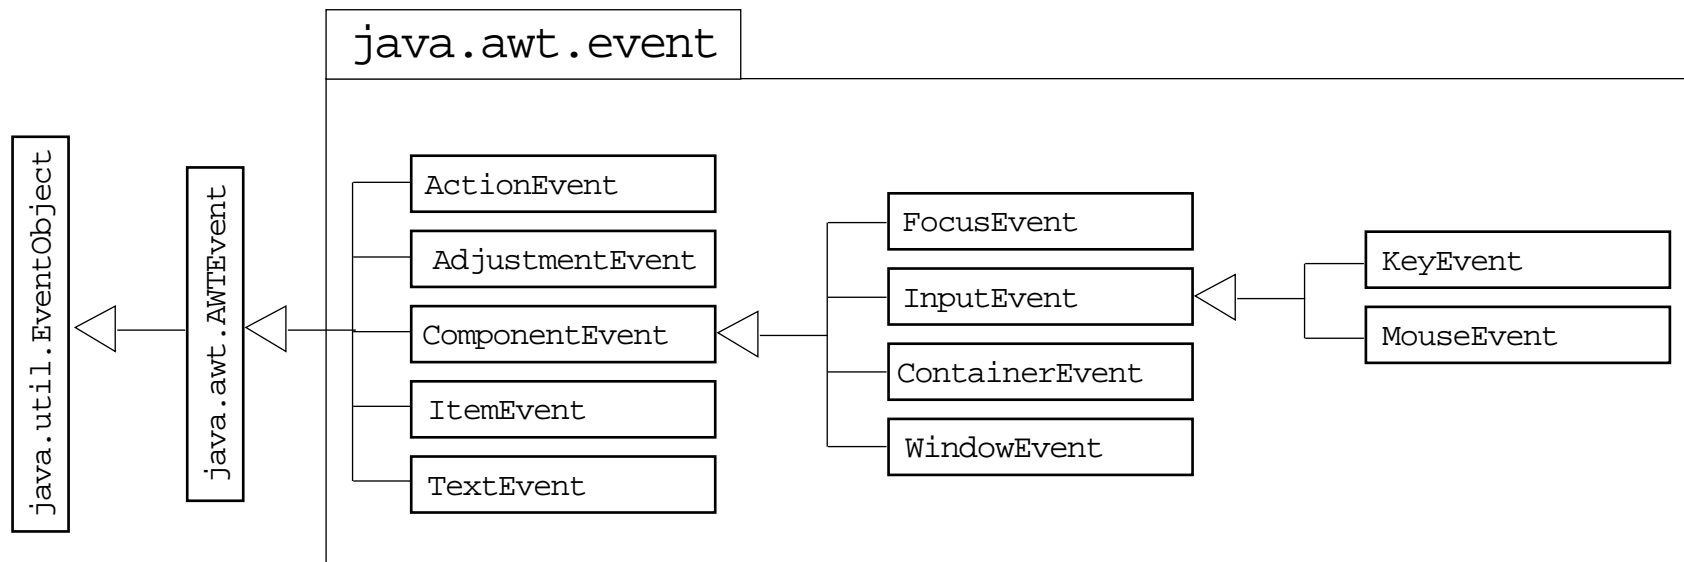 java.awt.event
java.util.EventObject
java.awt.AWTEvent
ActionEvent
AdjustmentEvent
ComponentEvent
ItemEvent
TextEvent
FocusEvent
InputEvent
ContainerEvent
WindowEvent
KeyEvent
MouseEvent